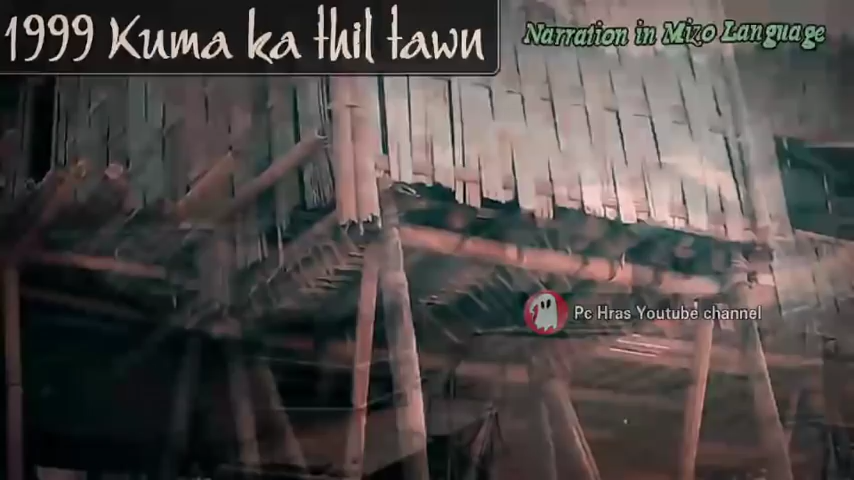 1999 Kuma ka thil tawn
Narration in Mizo Language
Pc Hras Youtube channel